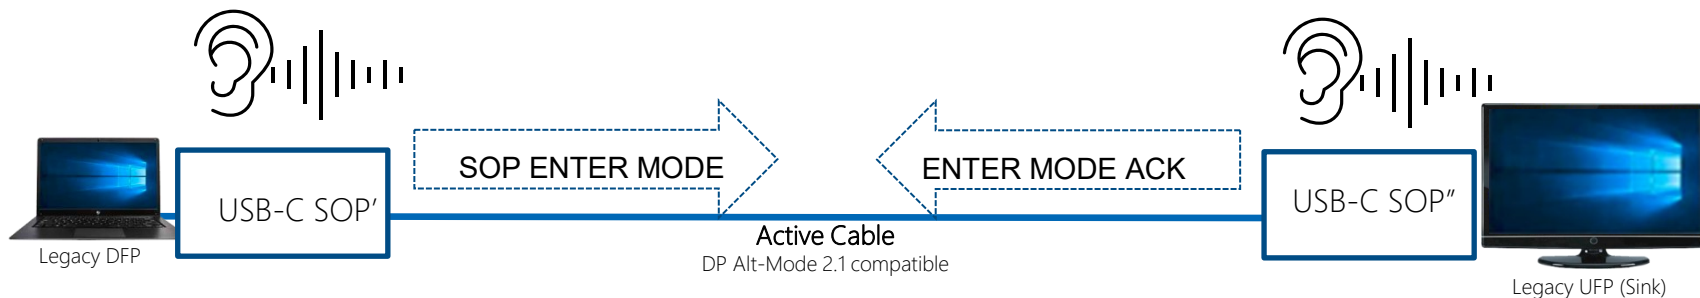 SOP ENTER MODE
ENTER MODE ACK
USB-C SOP’
USB-C SOP”
Active Cable
DP Alt-Mode 2.1 compatible
Legacy DFP
Legacy UFP (Sink)